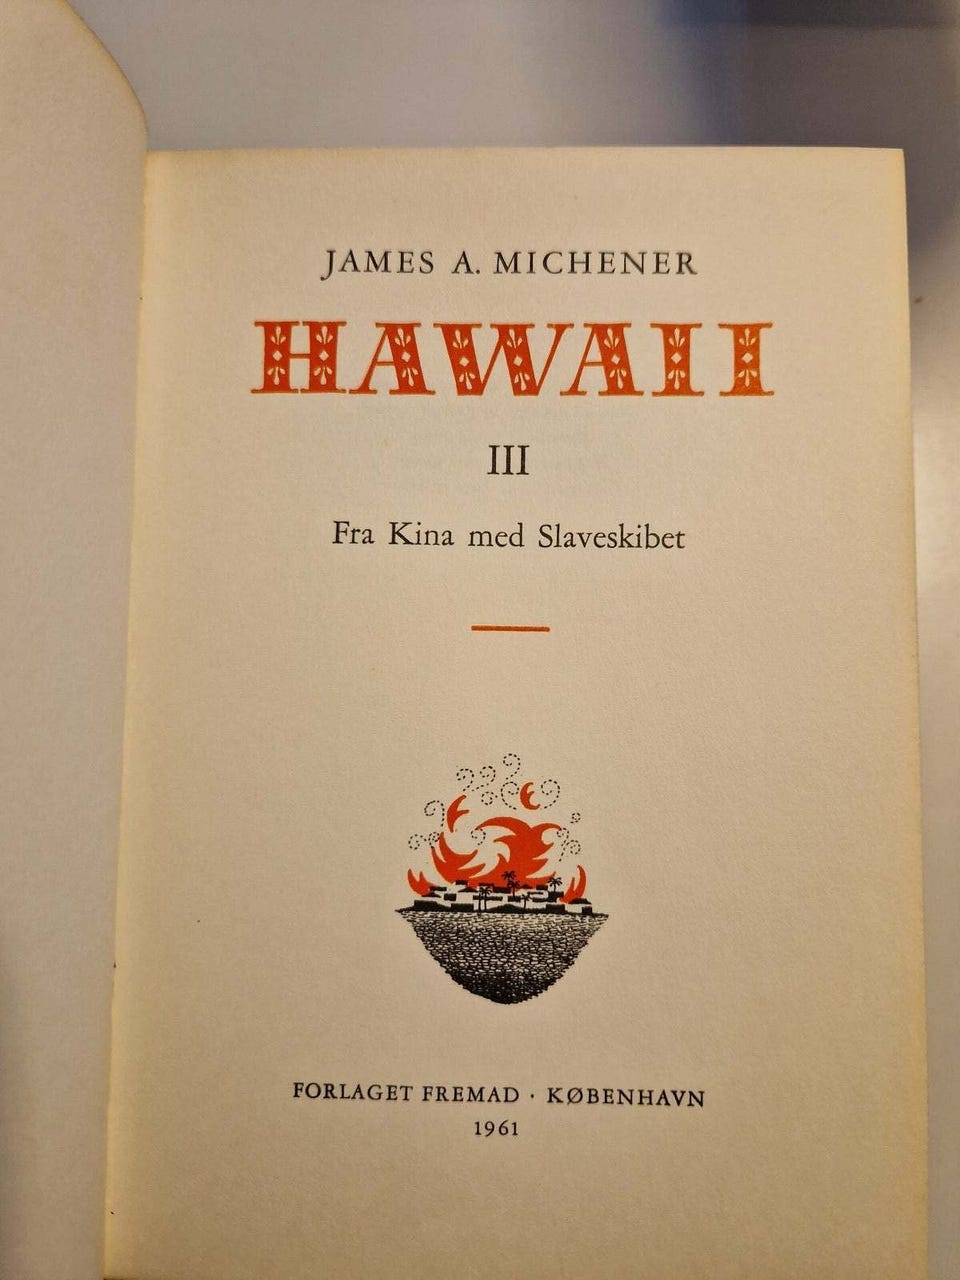 JAMES A. MICHENER
HAWAII
III
Fra Kina med Slaveskibet
FORLAGET FREMAD · KØBENHAVN
1961